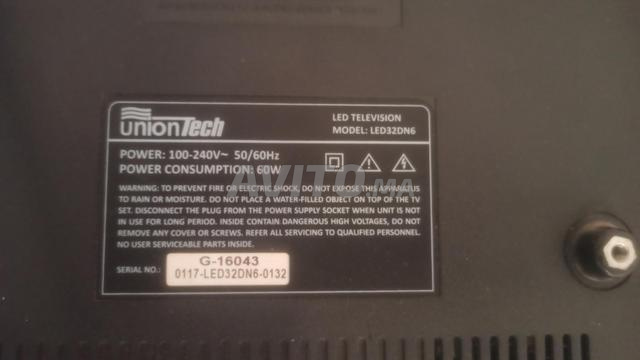 unionTech
LED TELEVISION
MODEL: LED32DN6
POWER: 100-240V~ 50/60Hz
POWER CONSUMPTION: 60W
AVITO.MA
WARNING: TO PREVENT FIRE OR ELECTRIC SHOCK, DO NOT EXPOSE THIS APPARATUS
TO RAIN OR MOISTURE. DO NOT PLACE A WATER-FILLED OBJECT ON TOP OF THE TV
SET. DISCONNECT THE PLUG FROM THE POWER SUPPLY SOCKET WHEN UNIT IS NOT
IN USE FOR LONG PERIOD. INSIDE CONTAIN DANGEROUS HIGH VOLTAGES, DO NOT
REMOVE ANY COVER OR SCREWS. REFER ALL SERVICING TO QUALIFIED PERSONNEL.
NO USER SERVICEABLE PARTS INSIDE.
G-16043
SERIAL NO.: 0117-LED32DN6-0132